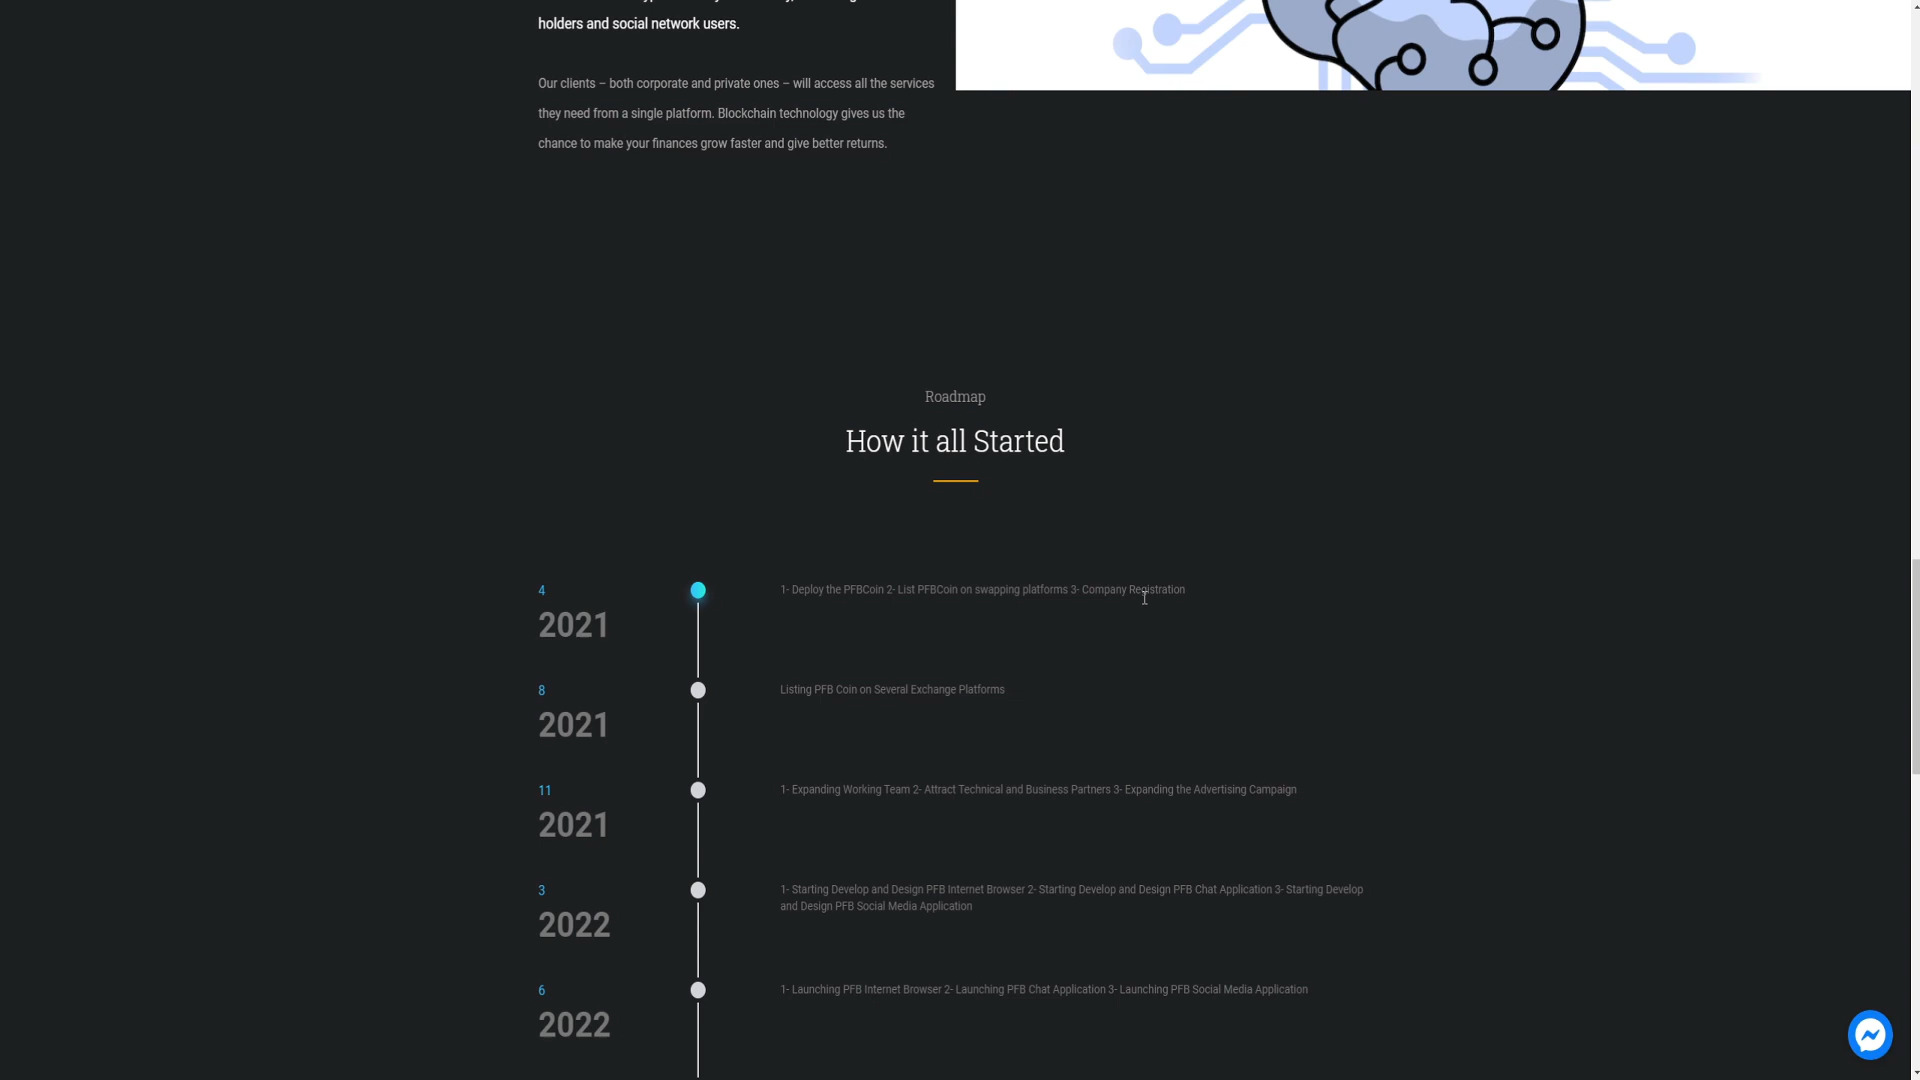 holders and social network users.
Our clients – both corporate and private ones – will access all the services
they need from a single platform. Blockchain technology gives us the
chance to make your finances grow faster and give better returns.
Roadmap
How it all Started
4
2021
1- Deploy the PFBCoin 2- List PFBCoin on swapping platforms 3- Company Registration
8
2021
Listing PFB Coin on Several Exchange Platforms
11
2021
1- Expanding Working Team 2- Attract Technical and Business Partners 3- Expanding the Advertising Campaign
3
2022
1- Starting Develop and Design PFB Internet Browser 2- Starting Develop and Design PFB Chat Application 3- Starting Develop
and Design PFB Social Media Application
6
2022
1- Launching PFB Internet Browser 2- Launching PFB Chat Application 3- Launching PFB Social Media Application